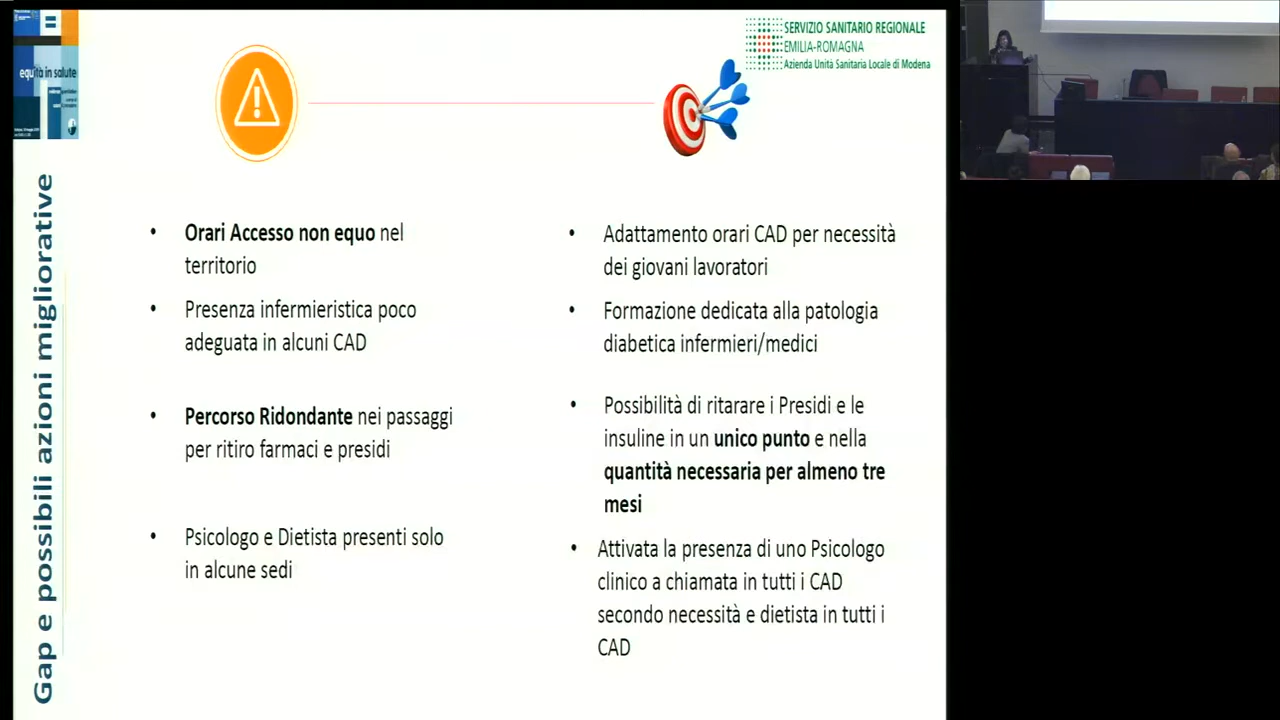 equità in salute
SERVIZIO SANITARIO REGIONALE
EMILIA-ROMAGNA
Azienda Unità Sanitaria Locale di Modena
Gap e possibili azioni migliorative
• Orari Accesso non equo nel
territorio
• Presenza infermieristica poco
adeguata in alcuni CAD
• Percorso Ridondante nei passaggi
per ritiro farmaci e presidi
• Psicologo e Dietista presenti solo
in alcune sedi
• Adattamento orari CAD per necessità
dei giovani lavoratori
• Formazione dedicata alla patologia
diabetica infermieri/medici
• Possibilità di ritarare i Presidi e le
insuline in un unico punto e nella
quantità necessaria per almeno tre
mesi
• Attivata la presenza di uno Psicologo
clinico a chiamata in tutti i CAD
secondo necessità e dietista in tutti i
CAD